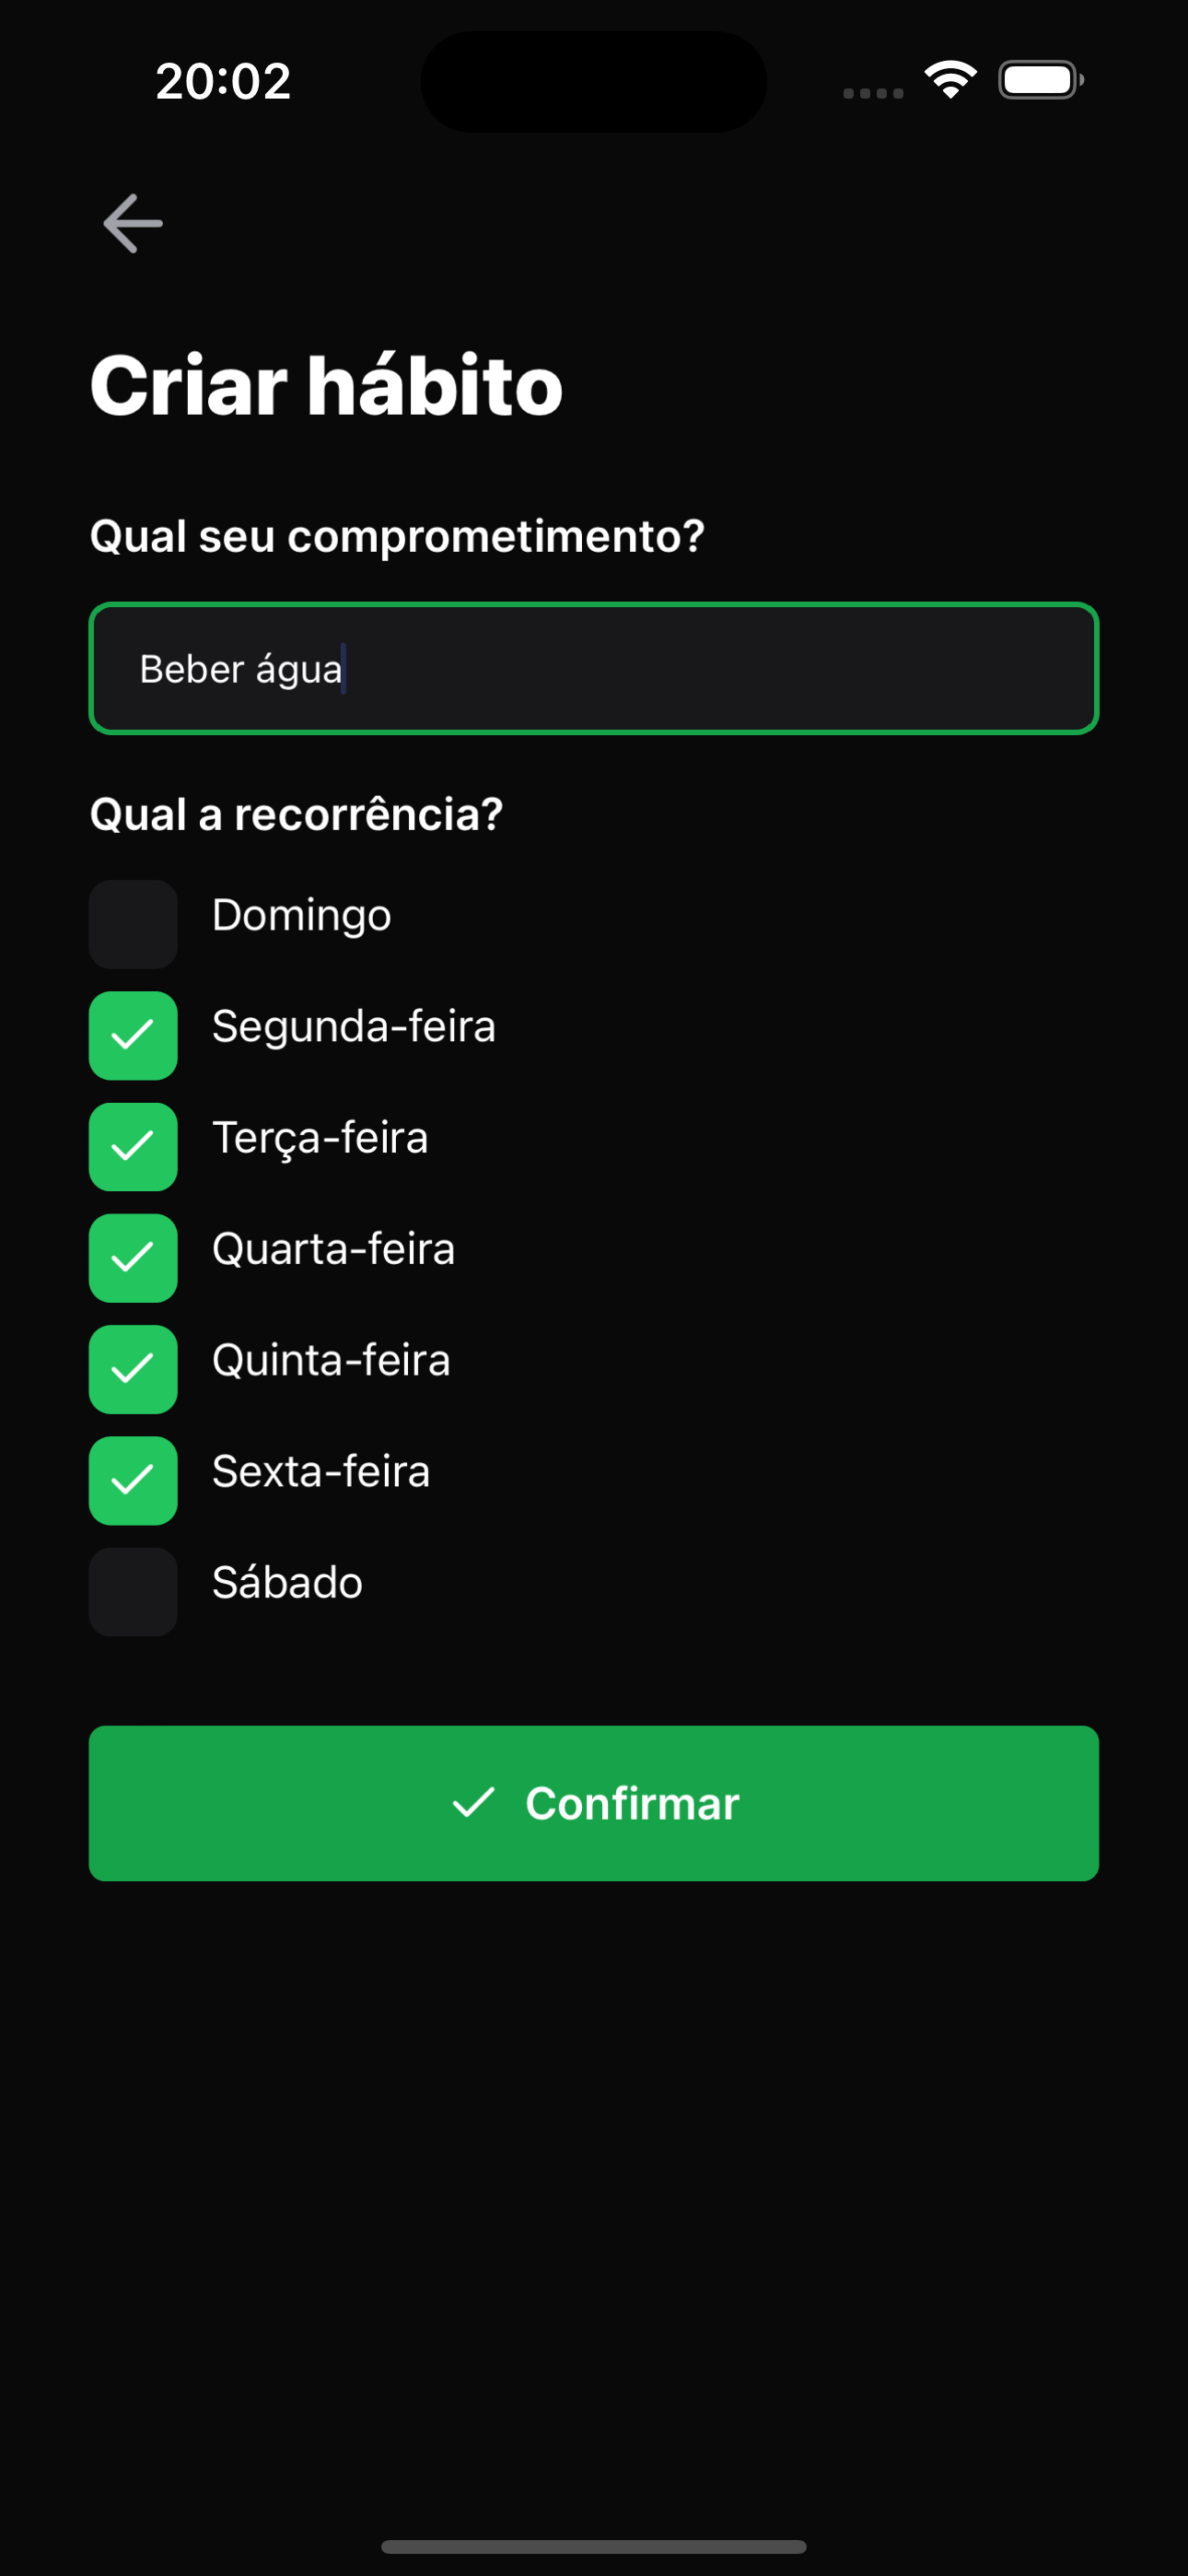 20:02
Criar hábito
Qual seu comprometimento?
Beber água
Qual a recorrência?
Domingo
Segunda-feira
Terça-feira
Quarta-feira
Quinta-feira
Sexta-feira
Sábado
Confirmar